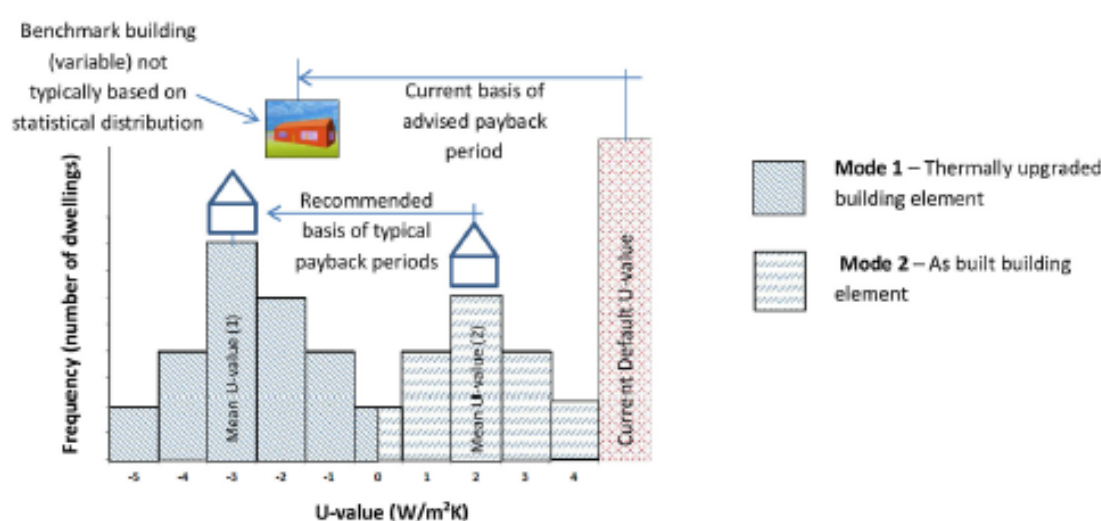 Benchmark building
(variable) not
typically based on
statistical distribution
Current basis of
advised payback
period
Recommended
basis of typical
payback periods
Frequency (number of dwellings)
Mean U-value (1)
Mean U-value (2)
Current Default U-value
-5 -4 -3 -2 -1 0 1 2 3 4
U-value (W/m²K)
Mode 1 – Thermally upgraded
building element
Mode 2 – As built building
element